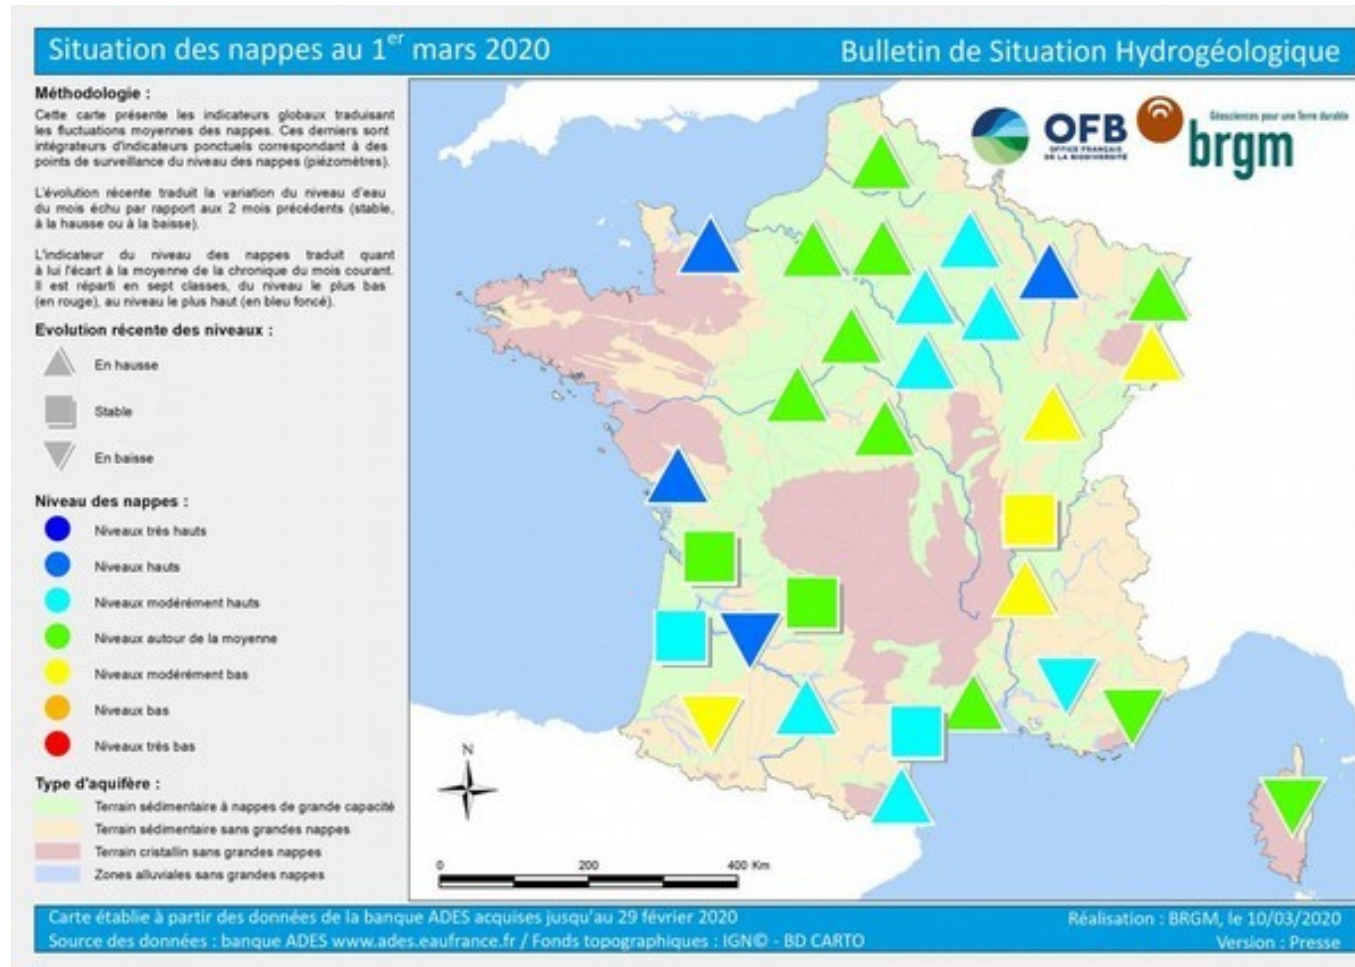 Situation des nappes au 1er mars 2020
Bulletin de Situation Hydrogéologique
Méthodologie :
Cette carte présente les indicateurs globaux traduisant
les fluctuations moyennes des nappes. Ces derniers sont
intégrateurs d'indicateurs ponctuels correspondant à des
points de surveillance du niveau des nappes (piézomètres).
L'évolution récente traduit la variation du niveau d'eau
du mois échu par rapport aux 2 mois précédents (stable,
à la hausse ou à la baisse).
L'indicateur du niveau des nappes traduit quant
à lui l'écart à la moyenne de la chronique du mois courant.
Il est réparti en sept classes, du niveau le plus bas
(en rouge), au niveau le plus haut (en bleu foncé).
Evolution récente des niveaux :
En hausse
Stable
En baisse
Niveau des nappes :
Niveaux très hauts
Niveaux hauts
Niveaux modérément hauts
Niveaux autour de la moyenne
Niveaux modérément bas
Niveaux bas
Niveaux très bas
Type d'aquifère :
Terrain sédimentaire à nappes de grande capacité
Terrain sédimentaire sans grandes nappes
Terrain cristallin sans grandes nappes
Zones alluviales sans grandes nappes
OFB
OFFICE FRANÇAIS
DE LA BIODIVERSITÉ
Géosciences pour une Terre durable
brgm
N
0 200 400 Km
Carte établie à partir des données de la banque ADES acquises jusqu'au 29 février 2020
Source des données : banque ADES www.ades.eaufrance.fr / Fonds topographiques : IGN© - BD CARTO
Réalisation : BRGM, le 10/03/2020
Version : Presse